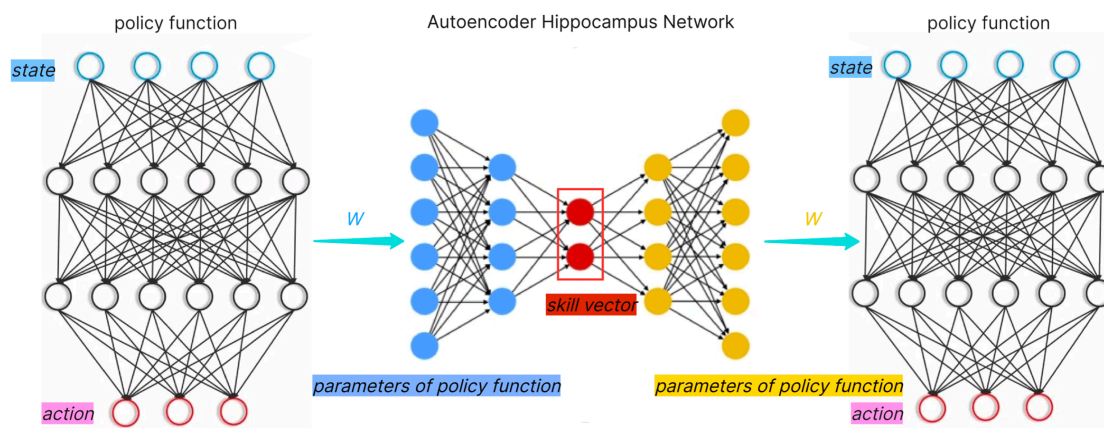 policy function
Autoencoder Hippocampus Network
policy function
state
state
W
W
skill vector
parameters of policy function
parameters of policy function
action
action